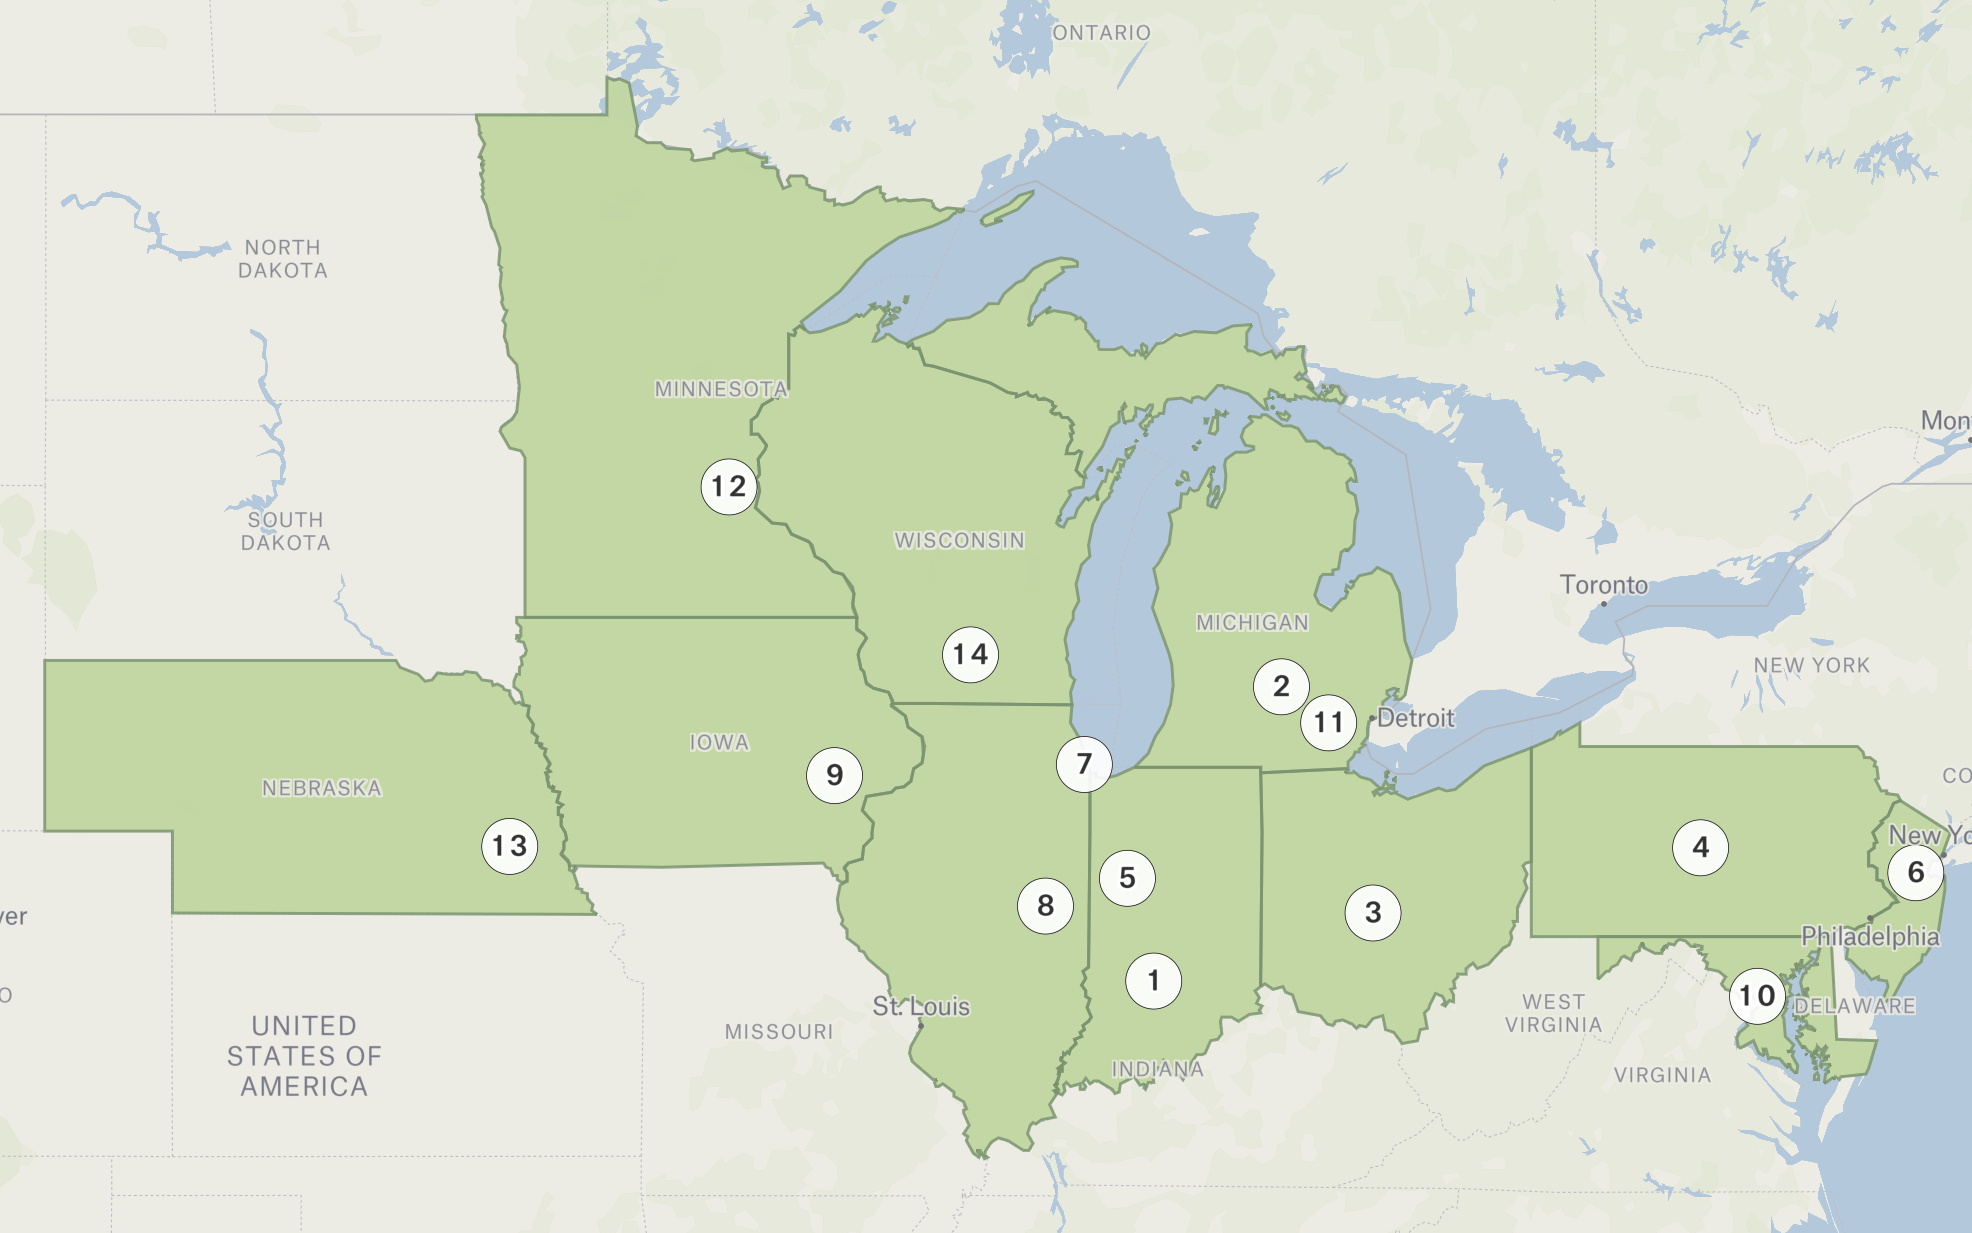 ONTARIO
NORTH
DAKOTA
MINNESOTA
Mon
12
SOUTH
DAKOTA
WISCONSIN
Toronto
MICHIGAN
14
NEW YORK
2
11
Detroit
IOWA
7
9
CO
NEBRASKA
13
New Yo
4
5
6
8
3
ver
Philadelphia
1
O
10
St. Louis
DELAWARE
WEST
VIRGINIA
UNITED
STATES OF
AMERICA
MISSOURI
INDIANA
VIRGINIA